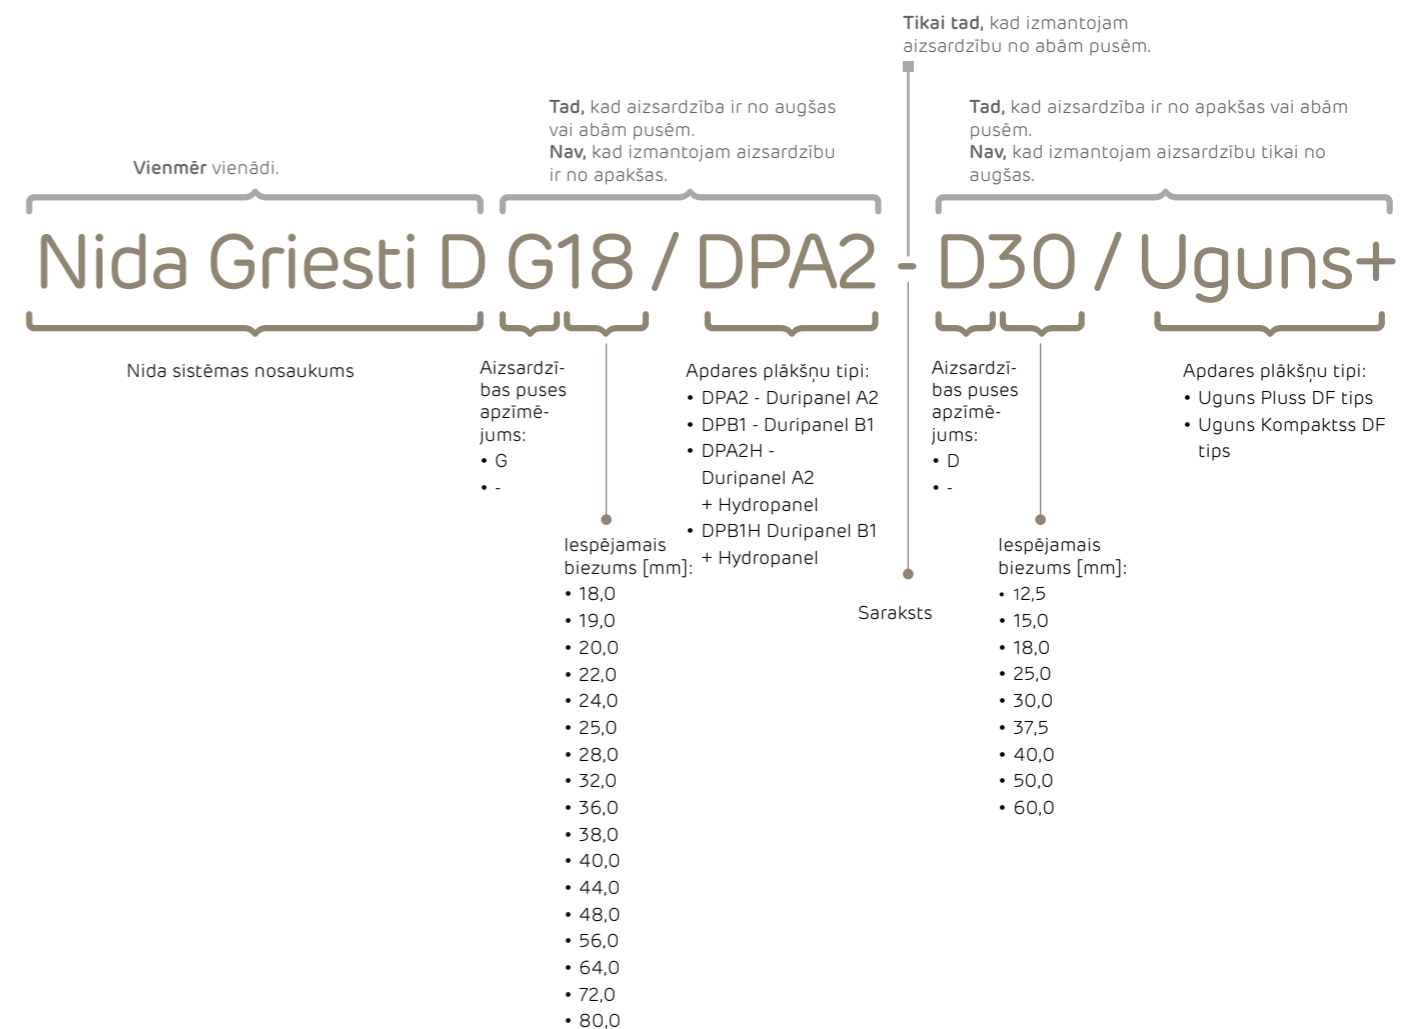 Tikai tad, kad izmantojam
aizsardzību no abām pusēm.
Tad, kad aizsardzība ir no augšas
vai abām pusēm.
Nav, kad izmantojam aizsardzību
ir no apakšas.
Tad, kad aizsardzība ir no apakšas vai abām
pusēm.
Nav, kad izmantojam aizsardzību tikai no
augšas.
Vienmēr vienādi.
Nida Griesti D G18 / DPA2 - D30 / Uguns+
Nida sistēmas nosaukums
Aizsardzī-
bas puses
apzīmē-
jums:
• G
• -
Iespējamais
biezums [mm]:
• 18,0
• 19,0
• 20,0
• 22,0
• 24,0
• 25,0
• 28,0
• 32,0
• 36,0
• 38,0
• 40,0
• 44,0
• 48,0
• 56,0
• 64,0
• 72,0
• 80,0
Apdares plākšņu tipi:
• DPA2 - Duripanel A2
• DPB1 - Duripanel B1
• DPA2H -
Duripanel A2
+ Hydropanel
• DPB1H Duripanel B1
+ Hydropanel
Saraksts
Aizsardzī-
bas puses
apzīmē-
jums:
• D
• -
Iespējamais
biezums [mm]:
• 12,5
• 15,0
• 18,0
• 25,0
• 30,0
• 37,5
• 40,0
• 50,0
• 60,0
Apdares plākšņu tipi:
• Uguns Pluss DF tips
• Uguns Kompaktss DF
tips